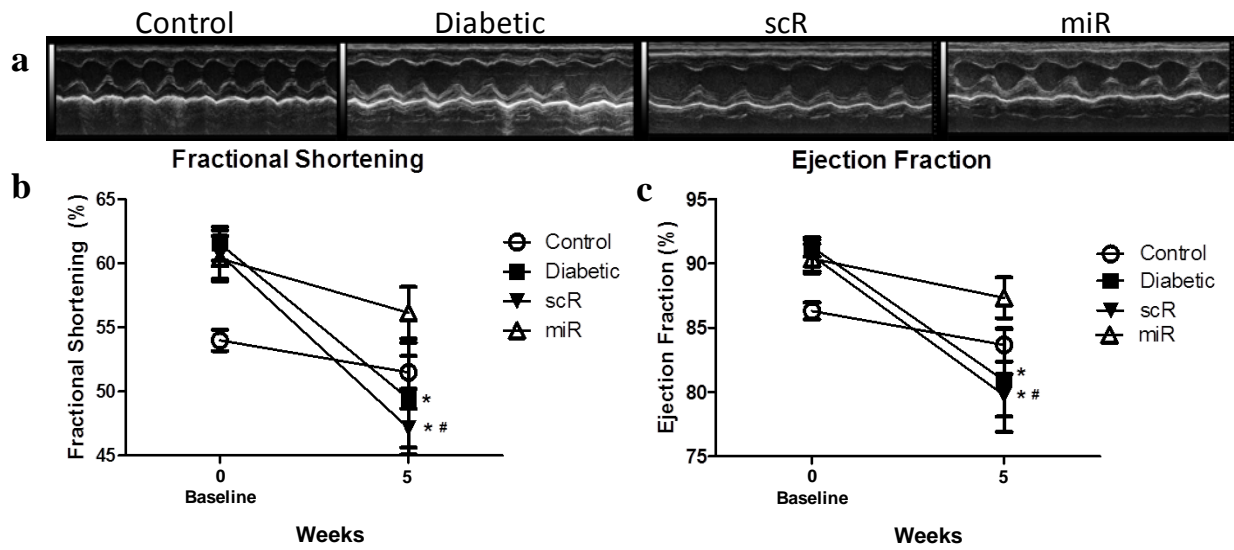 Control Diabetic scR miR
a
Fractional Shortening
b
Fractional Shortening (%)
65
60
55
50
45
Control
Diabetic
scR
miR
*
* #
0 5
Baseline
Weeks
Ejection Fraction
c
Ejection Fraction (%)
95
90
85
80
75
Control
Diabetic
scR
miR
*
* #
0 5
Baseline
Weeks